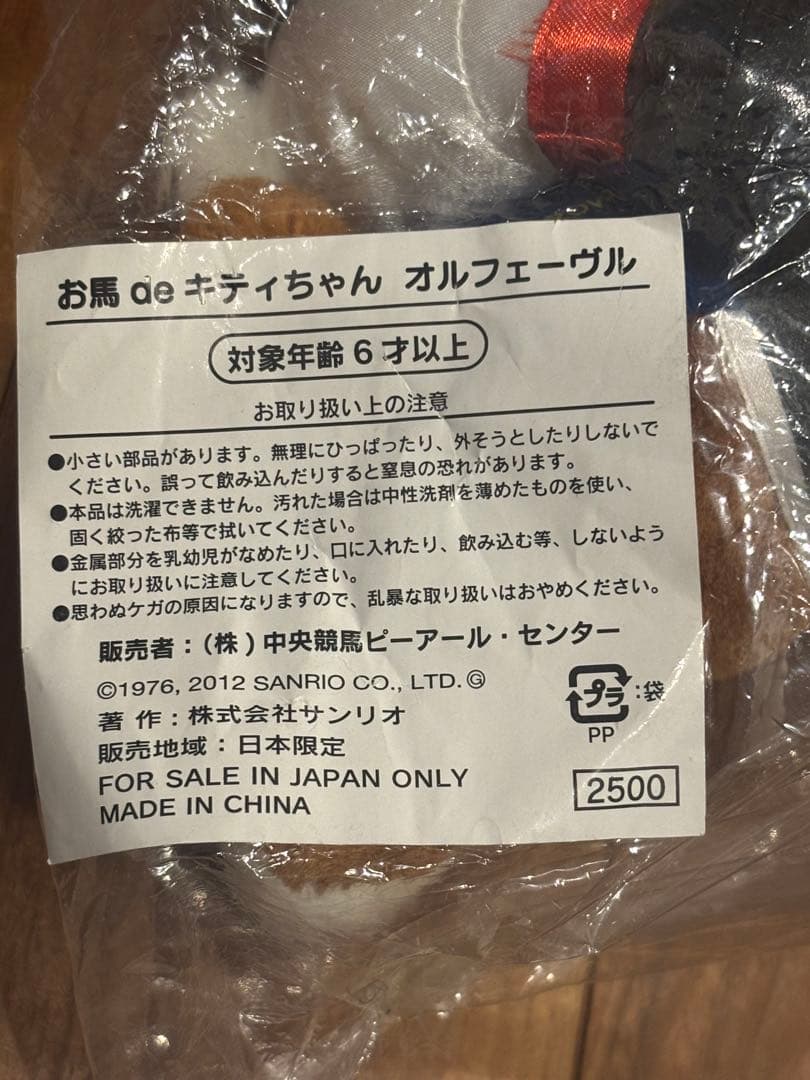 お馬 de キティちゃん オルフェーヴル
対象年齢6才以上
お取り扱い上の注意
●小さい部品があります。無理にひっぱったり、外そうとしたりしないで
ください。誤って飲み込んだりすると窒息の恐れがあります。
●本品は洗濯できません。汚れた場合は中性洗剤を薄めたものを使い、
固く絞った布等で拭いてください。
●金属部分を乳幼児がなめたり、口に入れたり、飲み込む等、しないよう
にお取り扱いに注意してください。
●思わぬケガの原因になりますので、乱暴な取り扱いはおやめください。
販売者：(株)中央競馬ピーアール・センター
©1976, 2012 SANRIO CO., LTD. Ⓖ
著 作：株式会社サンリオ
販売地域：日本限定
FOR SALE IN JAPAN ONLY
MADE IN CHINA
プラ：袋
PP
2500